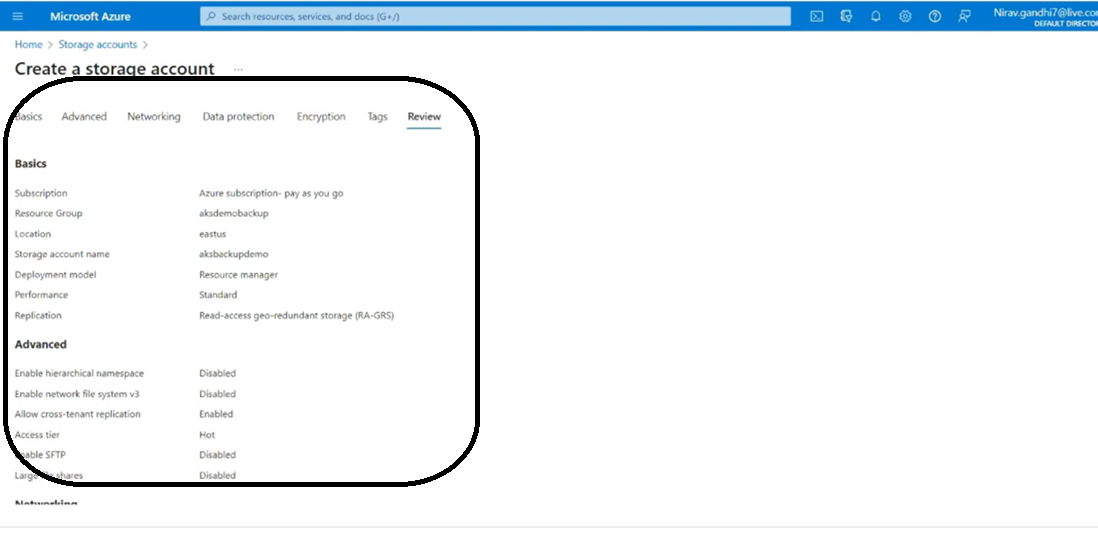 Microsoft Azure
Search resources, services, and docs (G+/)
Nirav.gandhi7@live.co
DEFAULT DIRECTO
Home > Storage accounts >
Create a storage account ...
Basics Advanced Networking Data protection Encryption Tags Review
Basics
Subscription Azure subscription- pay as you go
Resource Group aksdemobackup
Location eastus
Storage account name aksbackupdemo
Deployment model Resource manager
Performance Standard
Replication Read-access geo-redundant storage (RA-GRS)
Advanced
Enable hierarchical namespace Disabled
Enable network file system v3 Disabled
Allow cross-tenant replication Enabled
Access tier Hot
Enable SFTP Disabled
Large file shares Disabled
Networking